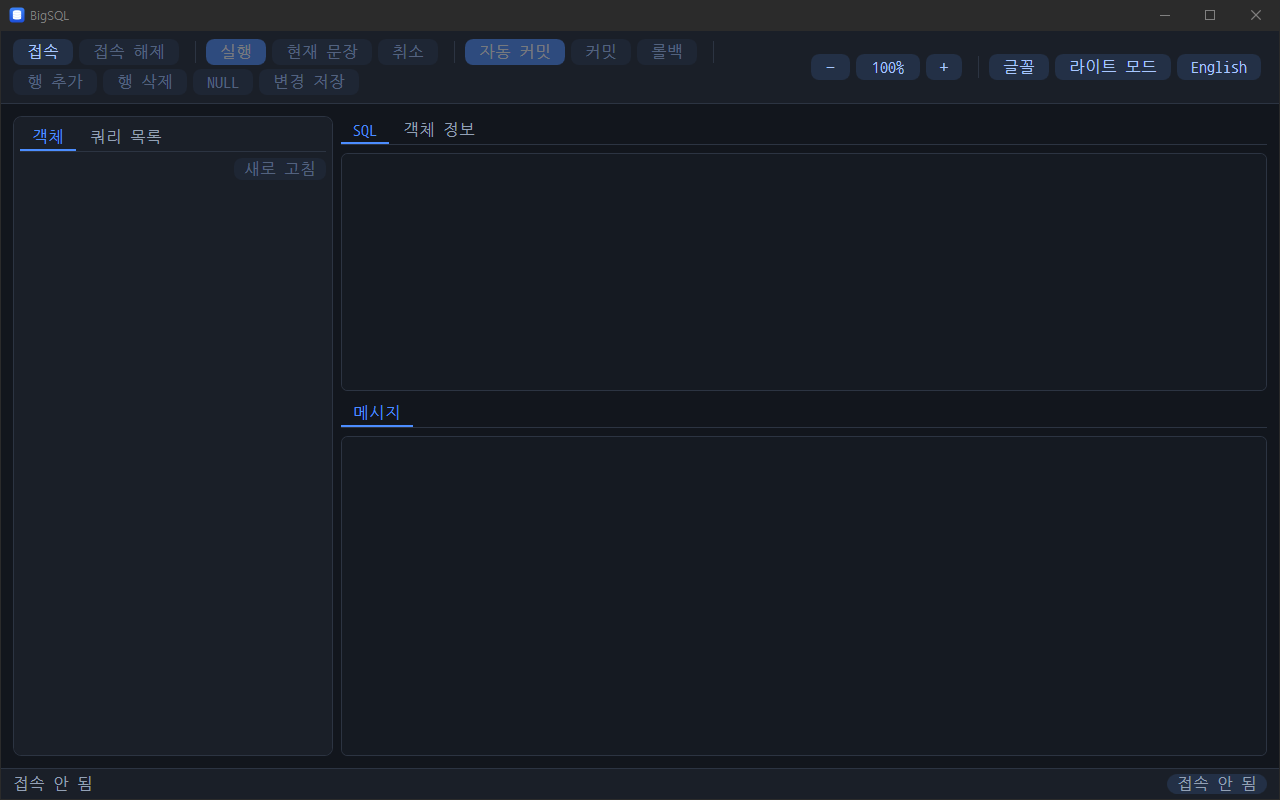 BigSQL
접속 접속 해제 실행 현재 문장 취소 자동 커밋 커밋 롤백
행 추가 행 삭제 NULL 변경 저장
− 100% + 글꼴 라이트 모드 English
객체 쿼리 목록
새로 고침
SQL 객체 정보
메시지
접속 안 됨 접속 안 됨